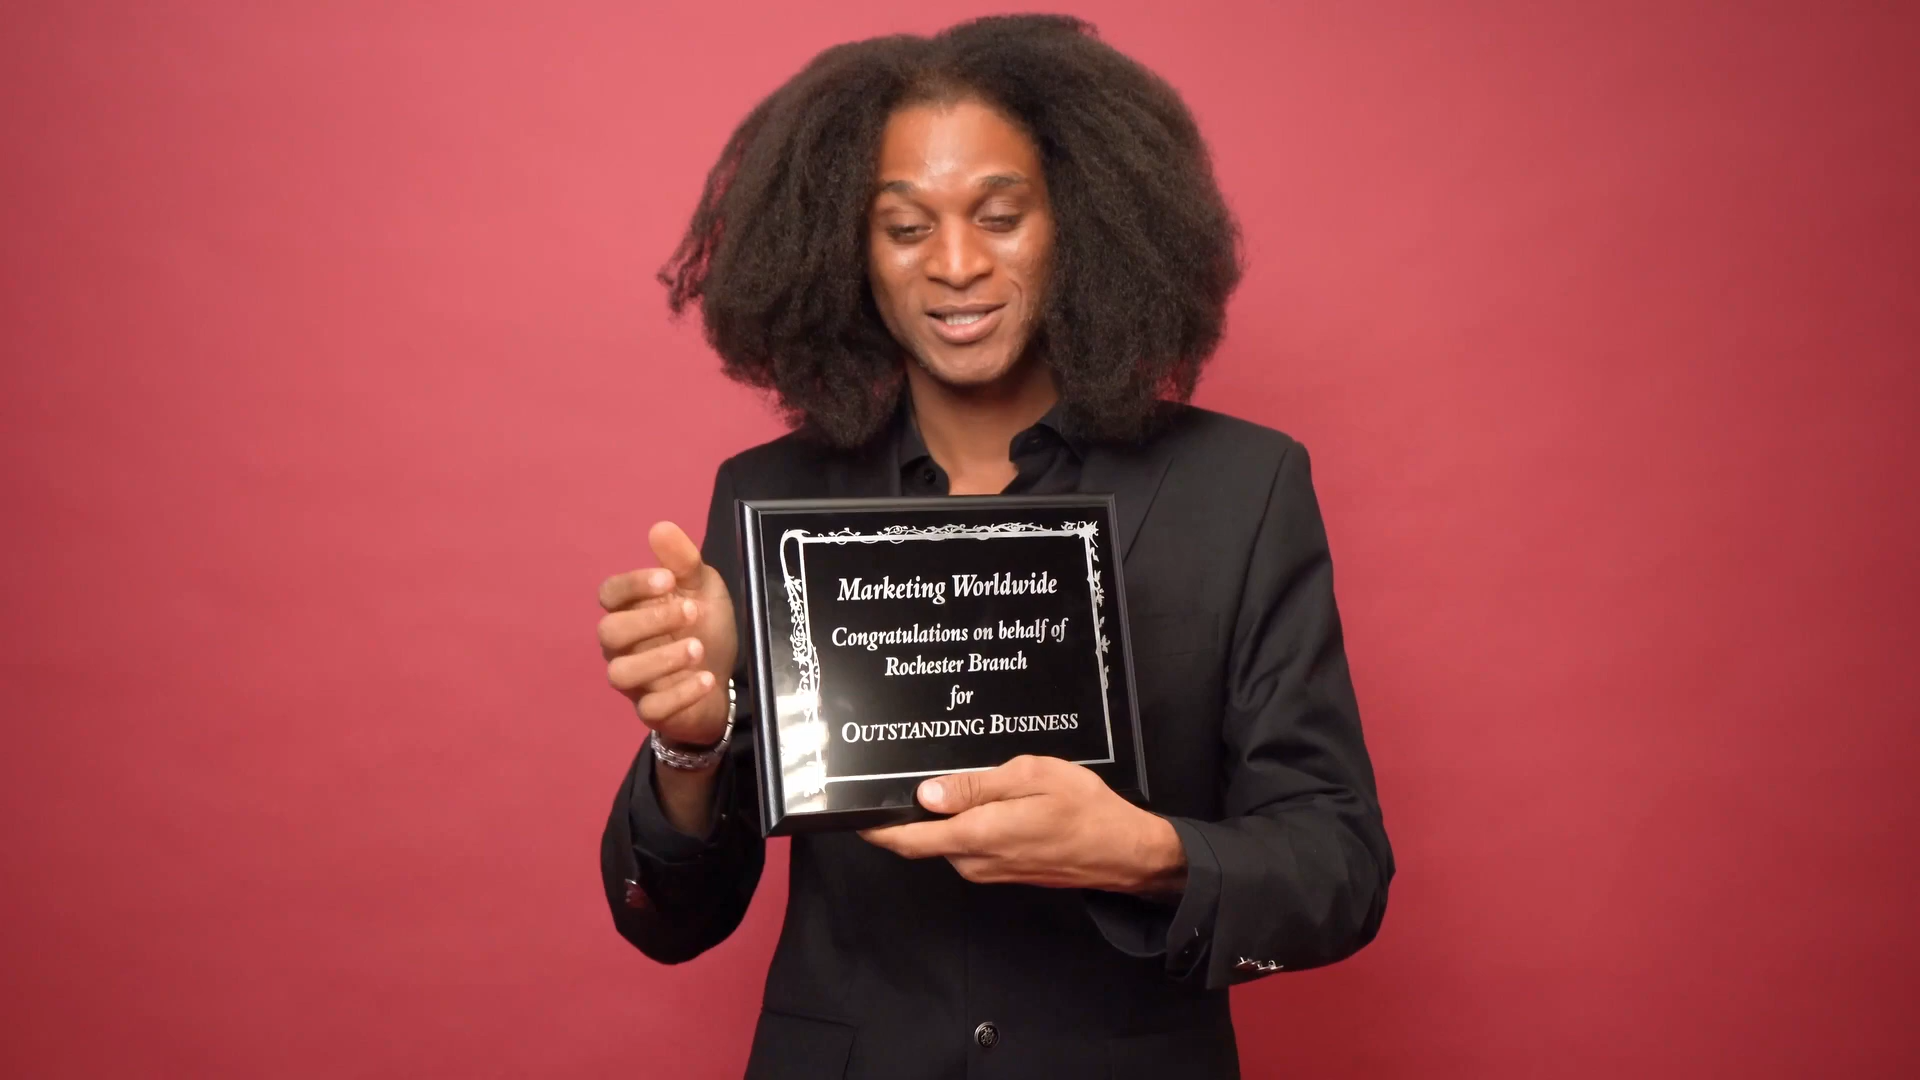 Marketing Worldwide
Congratulations on behalf of
Rochester Branch
for
OUTSTANDING BUSINESS